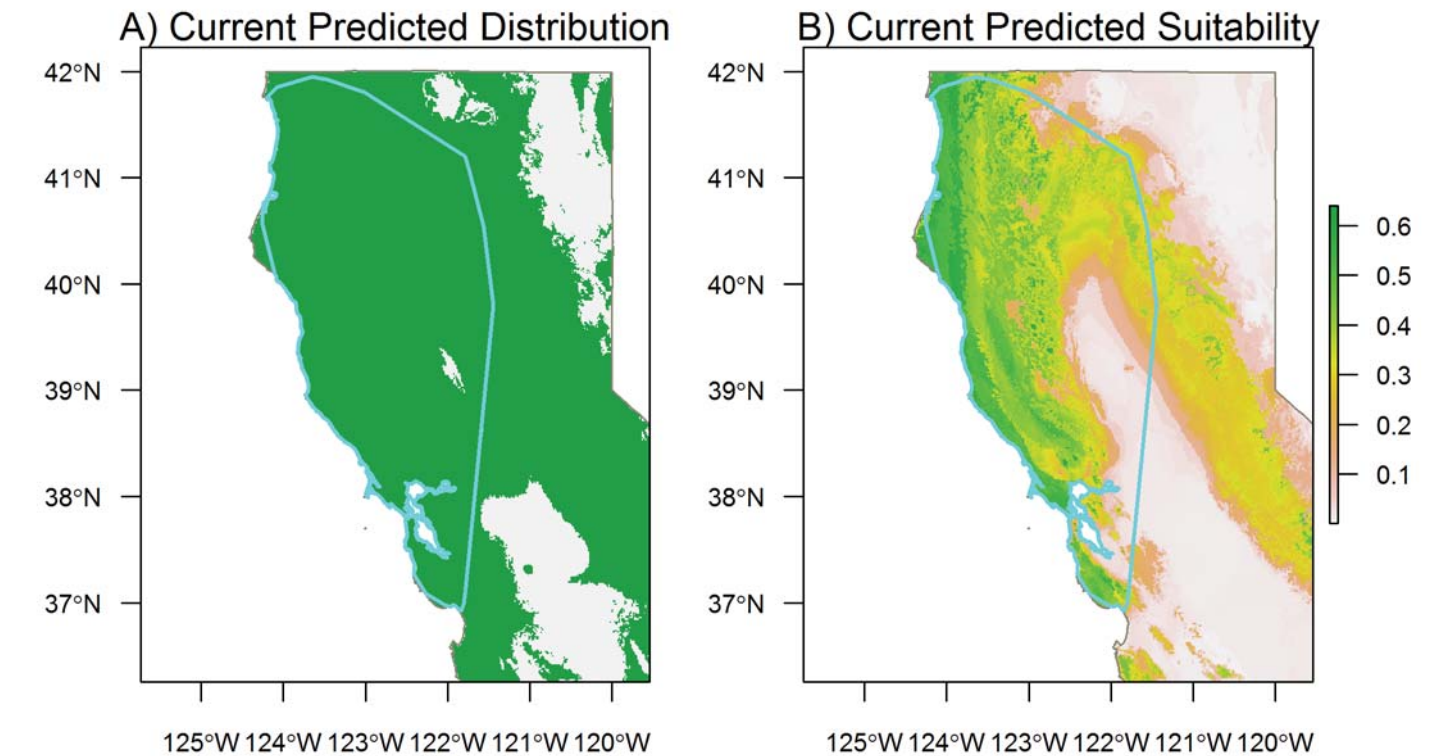 A) Current Predicted Distribution
42°N
41°N
40°N
39°N
38°N
37°N
125°W 124°W 123°W 122°W 121°W 120°W
B) Current Predicted Suitability
42°N
41°N
40°N
39°N
38°N
37°N
125°W 124°W 123°W 122°W 121°W 120°W
0.6
0.5
0.4
0.3
0.2
0.1